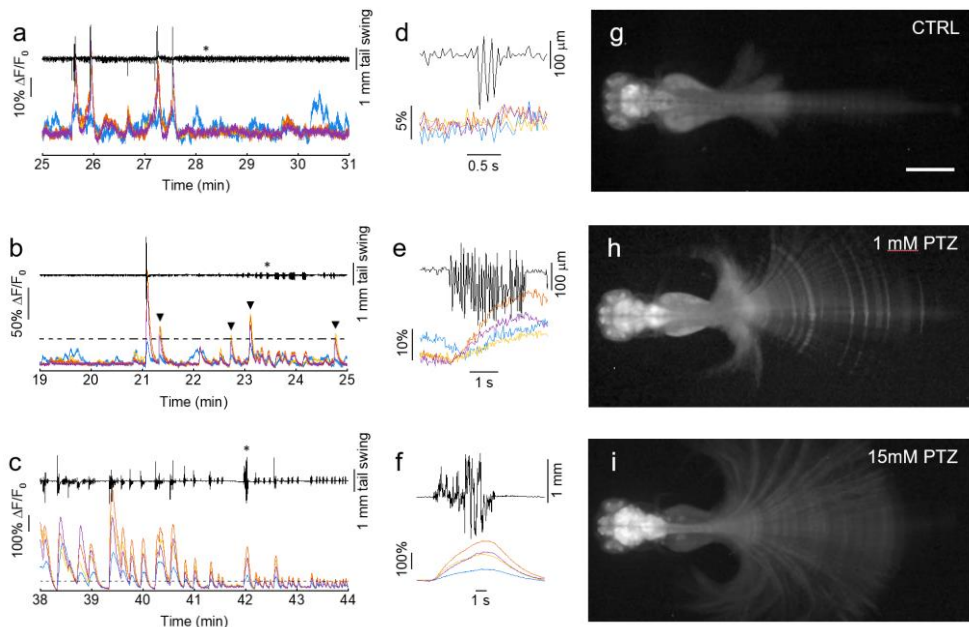 a
10% ΔF/F0
*
1 mm tail swing
25 26 27 28 29 30 31
Time (min)
b
50% ΔF/F0
*
1 mm tail swing
19 20 21 22 23 24 25
Time (min)
c
100% ΔF/F0
*
1 mm tail swing
38 39 40 41 42 43 44
Time (min)
d
100 μm
5%
0.5 s
e
100 μm
10%
1 s
f
1 mm
100%
1 s
g
CTRL
h
1 mM PTZ
i
15mM PTZ